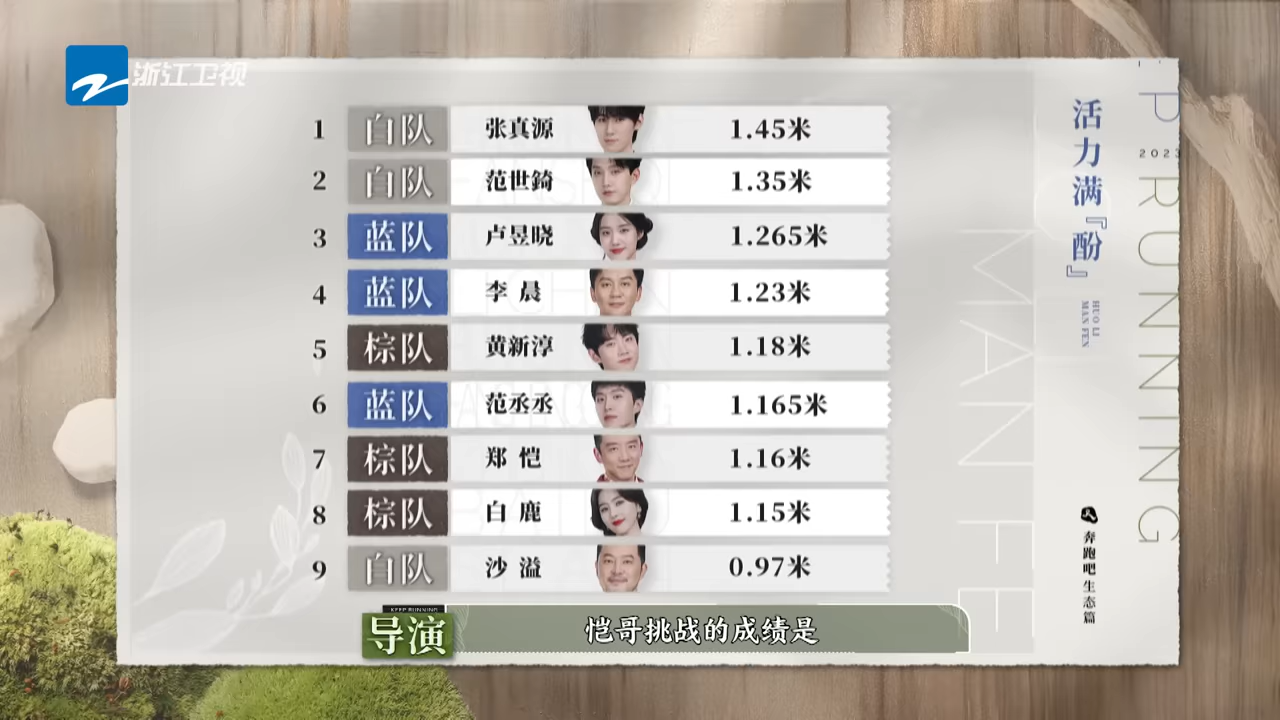 浙江卫视
1 白队 张真源 1.45米
2 白队 范世錡 1.35米
3 蓝队 卢昱晓 1.265米
4 蓝队 李晨 1.23米
5 棕队 黄新淳 1.18米
6 蓝队 范丞丞 1.165米
7 棕队 郑恺 1.16米
8 棕队 白鹿 1.15米
9 白队 沙溢 0.97米
KEEP RUNNING
导演 恺哥挑战的成绩是
活力满『酚』
HUO LI
MAN FEN
2023
P RUNNING
MAN FE
奔跑吧生态篇